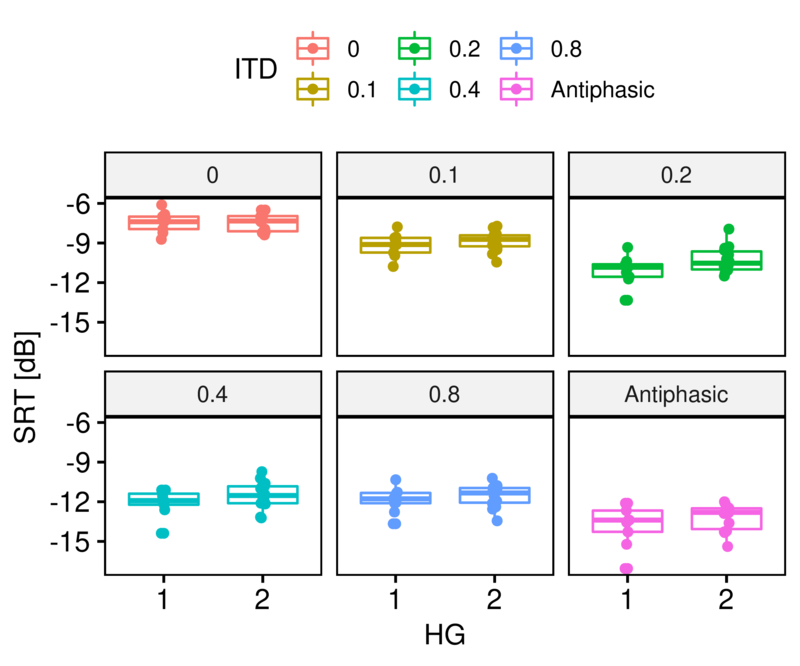 ITD
0 0.2 0.8
0.1 0.4 Antiphasic
0 0.1 0.2
-6
-9
-12
-15
SRT [dB]
0.4 0.8 Antiphasic
-6
-9
-12
-15
1 2 1 2 1 2
HG